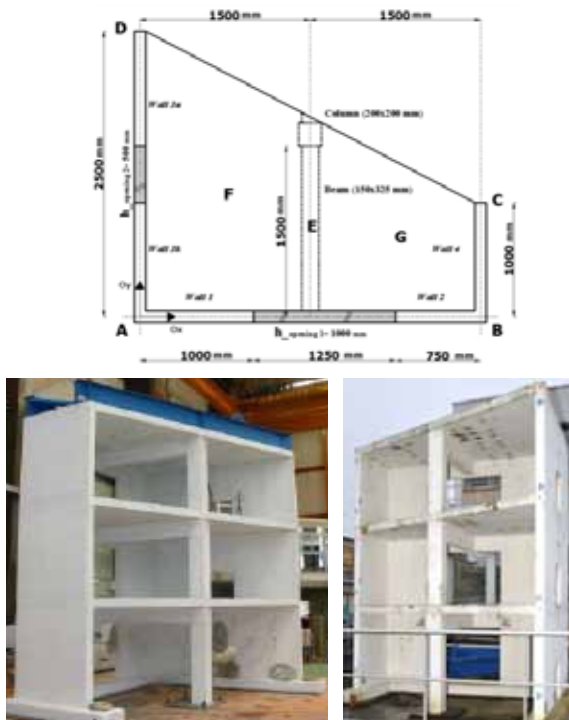 1500 mm
1500 mm
D
Wall 3a
Column (200x200 mm)
2500 mm
h_opening 2= 500 mm
Beam (150x325 mm)
C
F
E
G
1500 mm
1000 mm
Wall 3b
Wall 4
Oy
Wall 1
Wall 2
A
Ox
h_opening 1= 1000 mm
B
1000 mm
1250 mm
750 mm